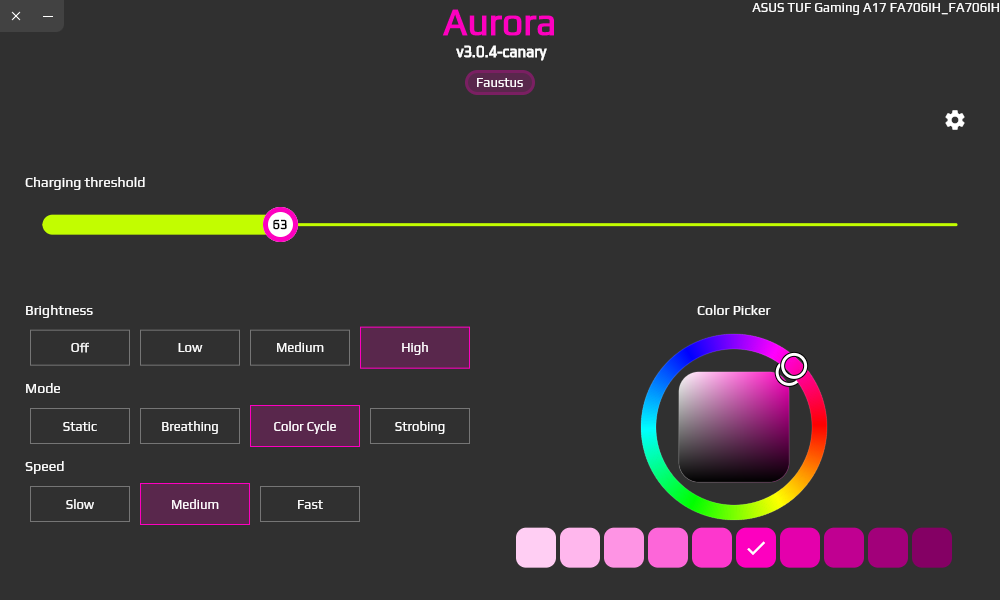 ASUS TUF Gaming A17 FA706IH_FA706IH
Aurora
v3.0.4-canary
Faustus
Charging threshold
63
Brightness
Off Low Medium High
Mode
Static Breathing Color Cycle Strobing
Speed
Slow Medium Fast
Color Picker